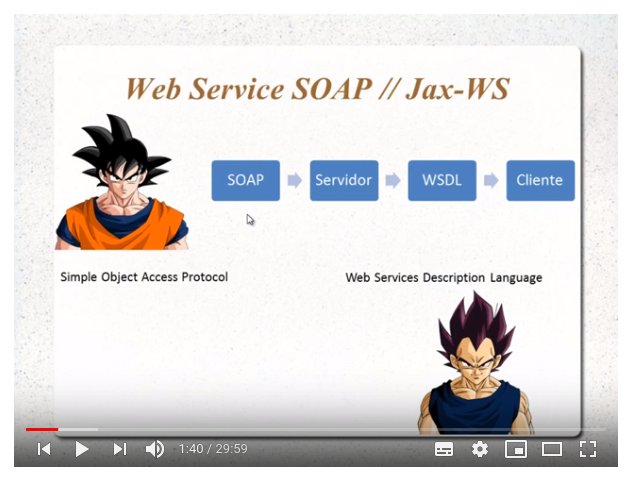 Web Service SOAP // Jax-WS
SOAP
Servidor
WSDL
Cliente
Simple Object Access Protocol
Web Services Description Language
1:40 / 29:59